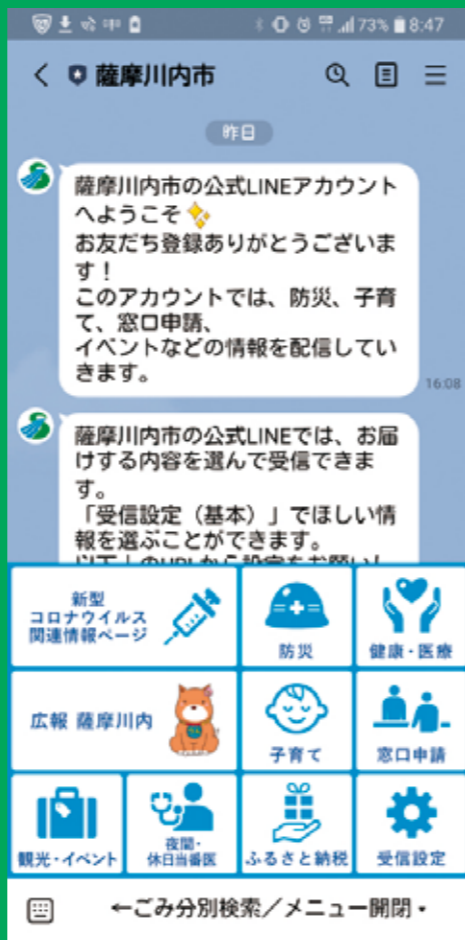 73% 8:47
薩摩川内市
昨日
薩摩川内市の公式LINEアカウント
へようこそ✨
お友だち登録ありがとうございま
す!
このアカウントでは、防災、子育
て、窓口申請、
イベントなどの情報を配信してい
きます。
16:08
薩摩川内市の公式LINEでは、お届
けする内容を選んで受信できま
す。
「受信設定(基本)」でほしい情
報を選ぶことができます。
新型
コロナウイルス
関連情報ページ
防災
健康・医療
広報 薩摩川内
子育て
窓口申請
観光・イベント
夜間・
休日当番医
ふるさと納税
受信設定
←ごみ分別検索/メニュー開閉▾